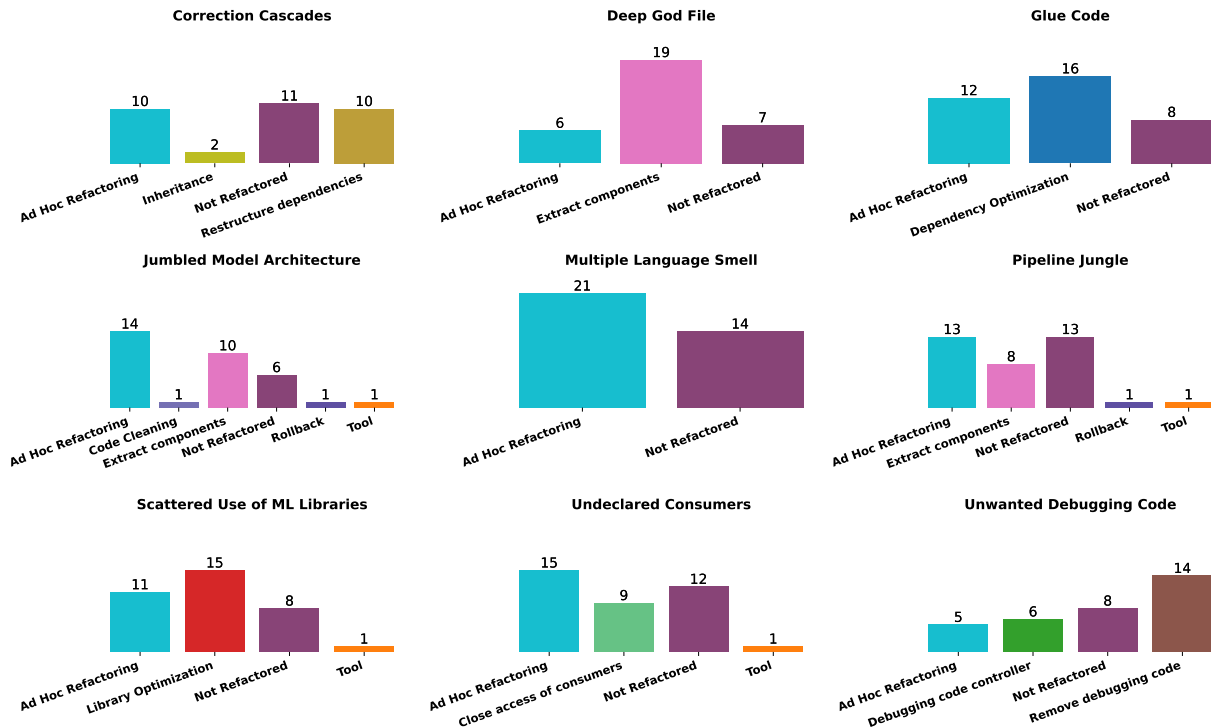 Correction Cascades
10
2
11
10
Ad Hoc Refactoring
Inheritance
Not Refactored
Restructure dependencies
Deep God File
6
19
7
Ad Hoc Refactoring
Extract components
Not Refactored
Glue Code
12
16
8
Ad Hoc Refactoring
Dependency Optimization
Not Refactored
Jumbled Model Architecture
14
1
10
6
1
1
Ad Hoc Refactoring
Code Cleaning
Extract components
Not Refactored
Rollback
Tool
Multiple Language Smell
21
14
Ad Hoc Refactoring
Not Refactored
Pipeline Jungle
13
8
13
1
1
Ad Hoc Refactoring
Extract components
Not Refactored
Rollback
Tool
Scattered Use of ML Libraries
11
15
8
1
Ad Hoc Refactoring
Library Optimization
Not Refactored
Tool
Undeclared Consumers
15
9
12
1
Ad Hoc Refactoring
Close access of consumers
Not Refactored
Tool
Unwanted Debugging Code
5
6
8
14
Ad Hoc Refactoring
Debugging code controller
Not Refactored
Remove debugging code